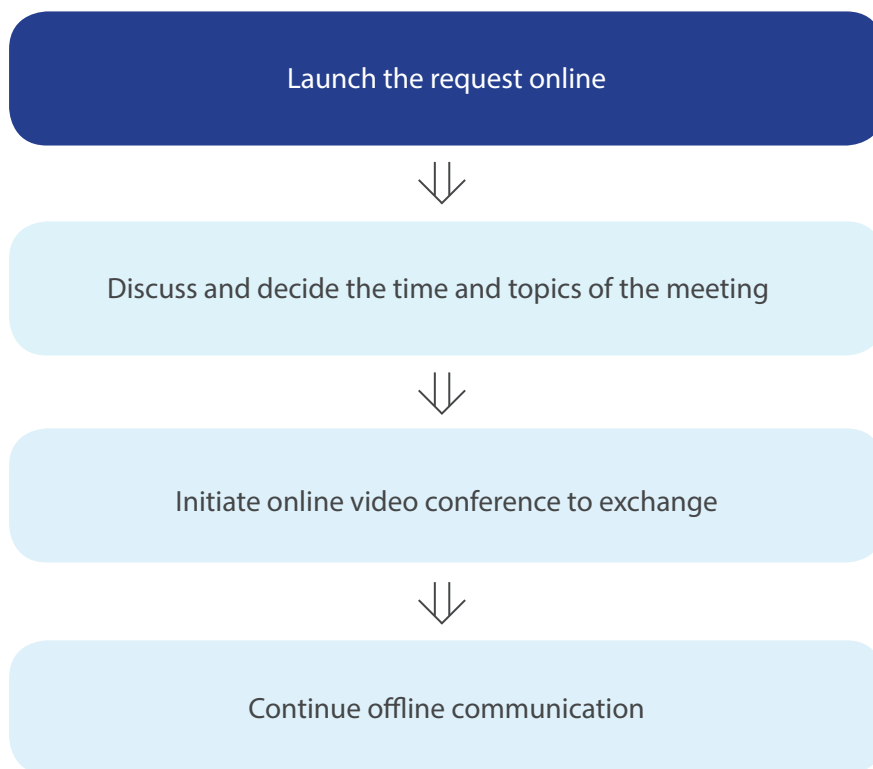 Launch the request online
Discuss and decide the time and topics of the meeting
Initiate online video conference to exchange
Continue offline communication